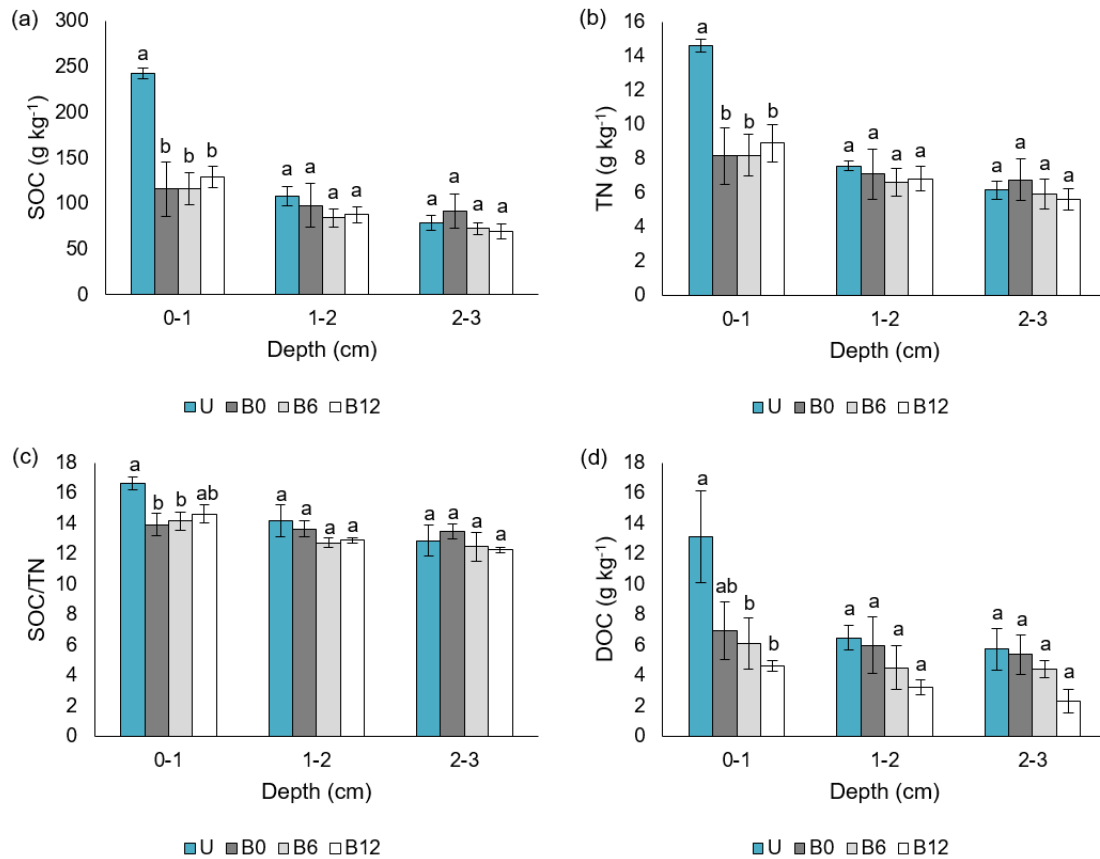 (a)
SOC (g kg⁻¹)
300
250
200
150
100
50
0
a
b b b
a a a a
a a a a
0-1 1-2 2-3
Depth (cm)
U B0 B6 B12
(b)
TN (g kg⁻¹)
16
14
12
10
8
6
4
2
0
a
b b b
a a a a
a a a a
0-1 1-2 2-3
Depth (cm)
U B0 B6 B12
(c)
SOC/TN
18
16
14
12
10
8
6
4
2
0
a
b b ab
a a a a
a a a a
0-1 1-2 2-3
Depth (cm)
U B0 B6 B12
(d)
DOC (g kg⁻¹)
18
16
14
12
10
8
6
4
2
0
a
ab b b
a a a a
a a a a
0-1 1-2 2-3
Depth (cm)
U B0 B6 B12